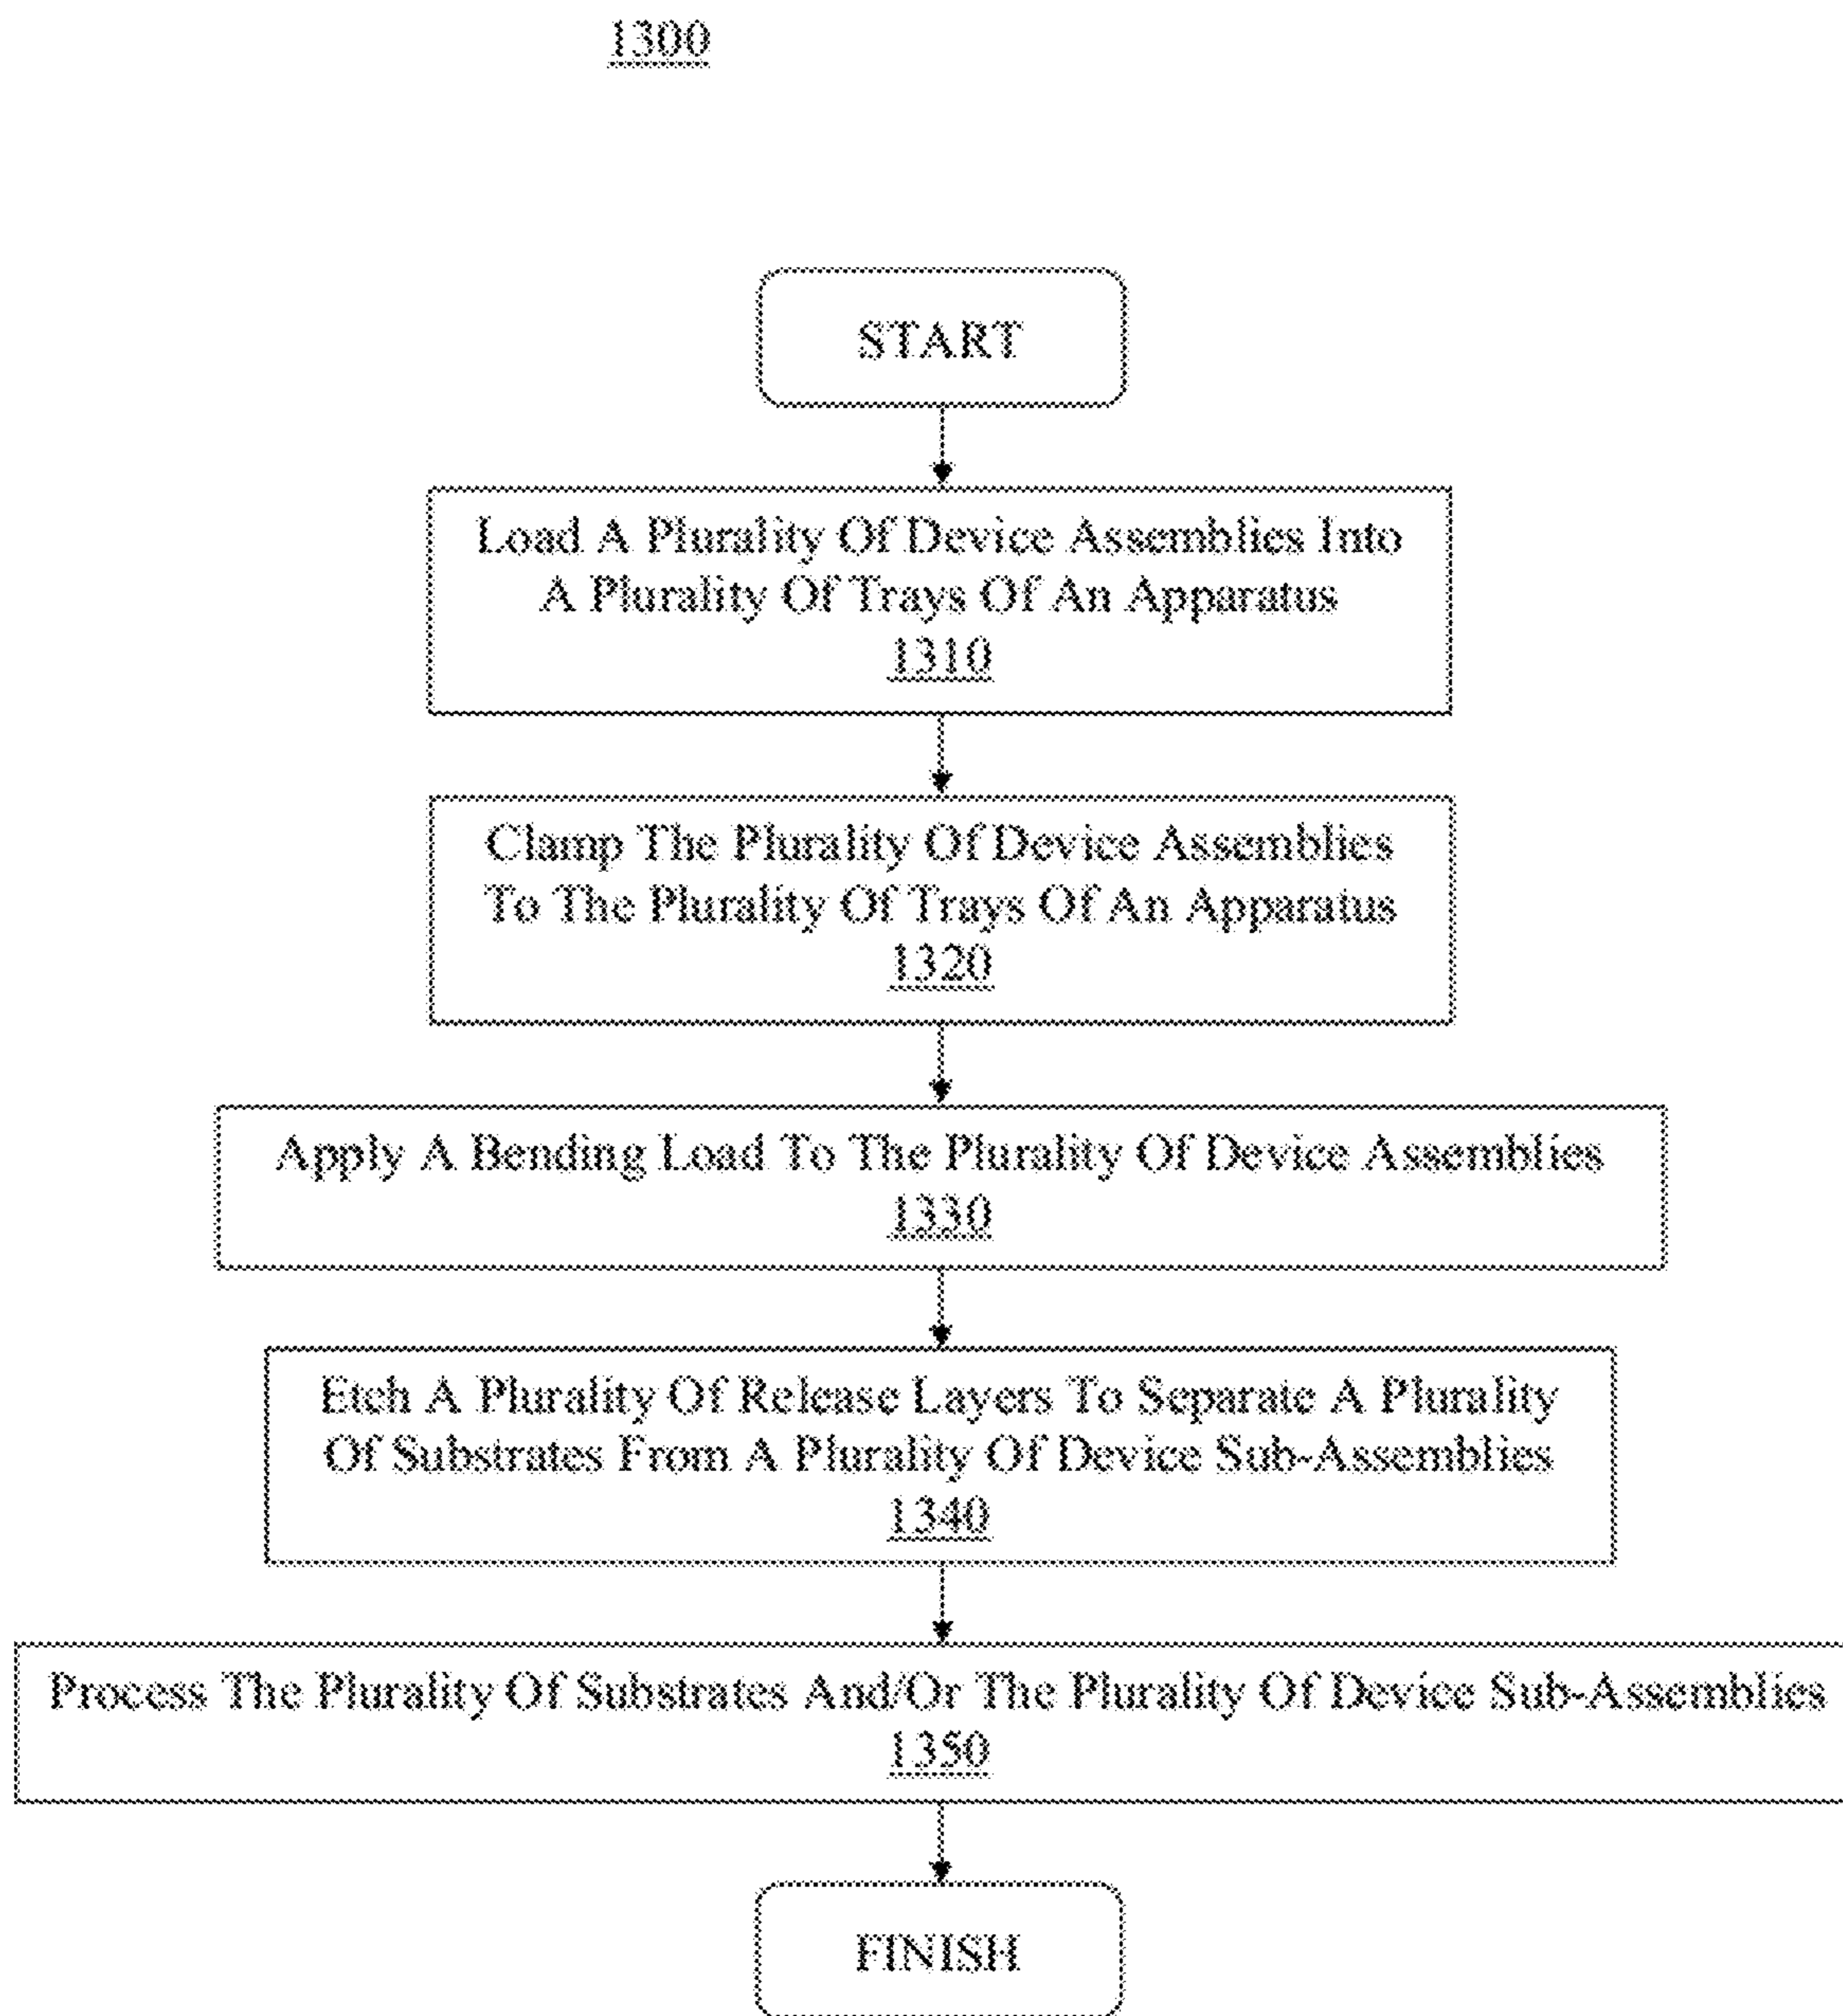 1300
START
Load A Plurality Of Device Assemblies Into
A Plurality Of Trays Of An Apparatus
1310
Clamp The Plurality Of Device Assemblies
To The Plurality Of Trays Of An Apparatus
1320
Apply A Bending Load To The Plurality Of Device Assemblies
1330
Etch A Plurality Of Release Layers To Separate A Plurality
Of Substrates From A Plurality Of Device Sub-Assemblies
1340
Process The Plurality Of Substrates And/Or The Plurality Of Device Sub-Assemblies
1350
FINISH